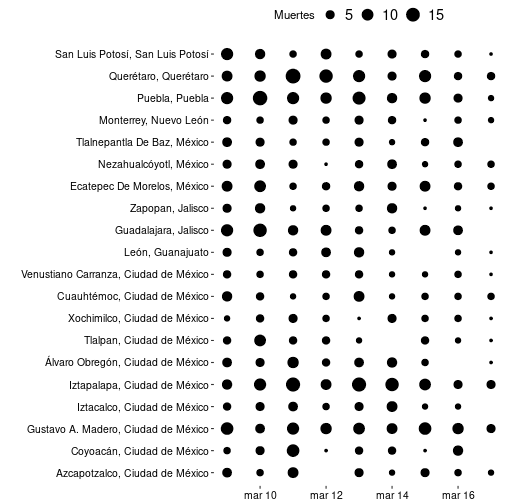 Muertes 5 10 15
San Luis Potosí, San Luis Potosí
Querétaro, Querétaro
Puebla, Puebla
Monterrey, Nuevo León
Tlalnepantla De Baz, México
Nezahualcóyotl, México
Ecatepec De Morelos, México
Zapopan, Jalisco
Guadalajara, Jalisco
León, Guanajuato
Venustiano Carranza, Ciudad de México
Cuauhtémoc, Ciudad de México
Xochimilco, Ciudad de México
Tlalpan, Ciudad de México
Álvaro Obregón, Ciudad de México
Iztapalapa, Ciudad de México
Iztacalco, Ciudad de México
Gustavo A. Madero, Ciudad de México
Coyoacán, Ciudad de México
Azcapotzalco, Ciudad de México
mar 10 mar 12 mar 14 mar 16